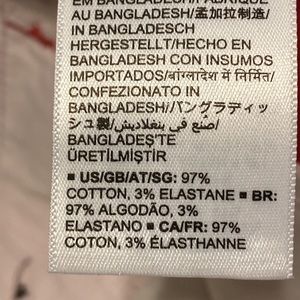 EM BANGLADESH/FABRIQUÉ
AU BANGLADESH/孟加拉制造/
IN BANGLADESCH
HERGESTELLT/HECHO EN
BANGLADESH CON INSUMOS
IMPORTADOS/बांग्लादेश में निर्मित/
CONFEZIONATO IN
BANGLADESH/バングラディッ
シュ製/صُنع في بنغلاديش/
BANGLADEŞ'TE
ÜRETİLMİŞTİR
■ US/GB/AT/SG: 97%
COTTON, 3% ELASTANE ■ BR:
97% ALGODÃO, 3%
ELASTANO ■ CA/FR: 97%
COTON, 3% ÉLASTHANNE